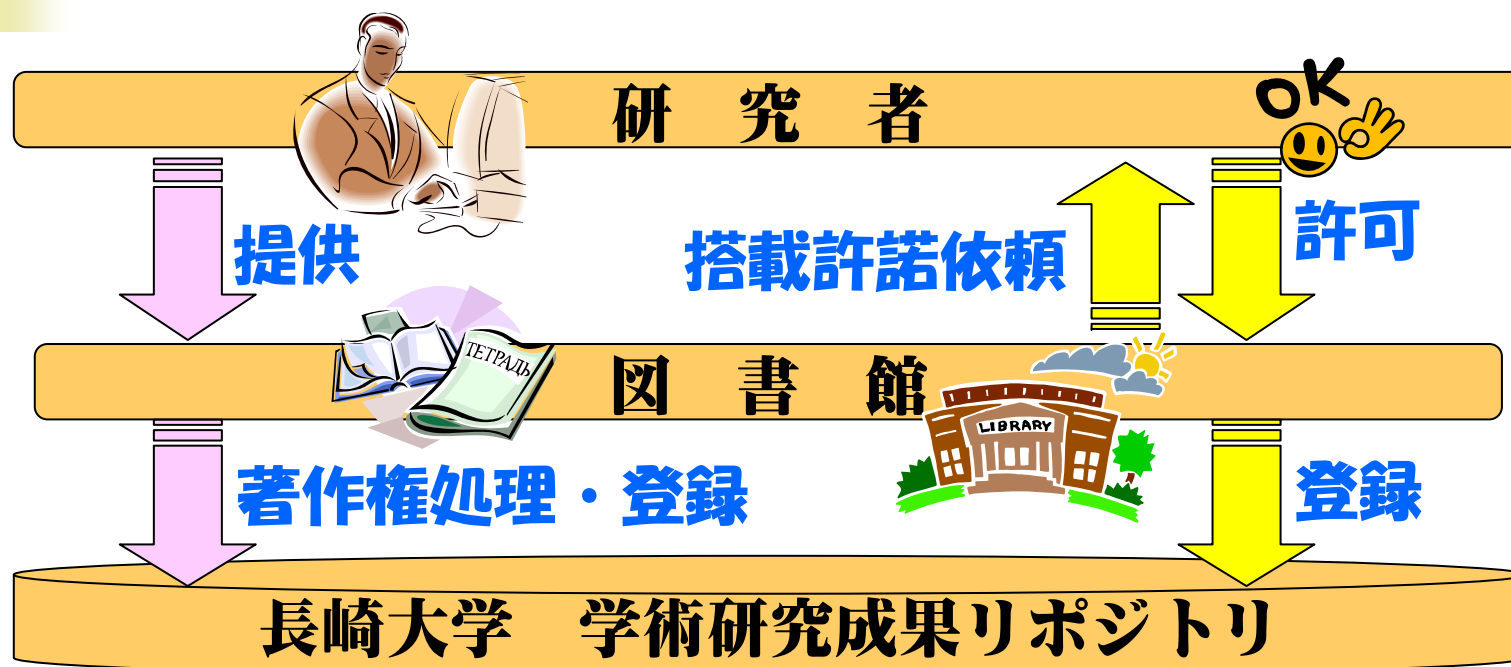 OK
研 究 者
提供
搭載許諾依頼
許可
ТЕТРАДЬ
図 書 館
LIBRARY
著作権処理・登録
登録
長崎大学 学術研究成果リポジトリ